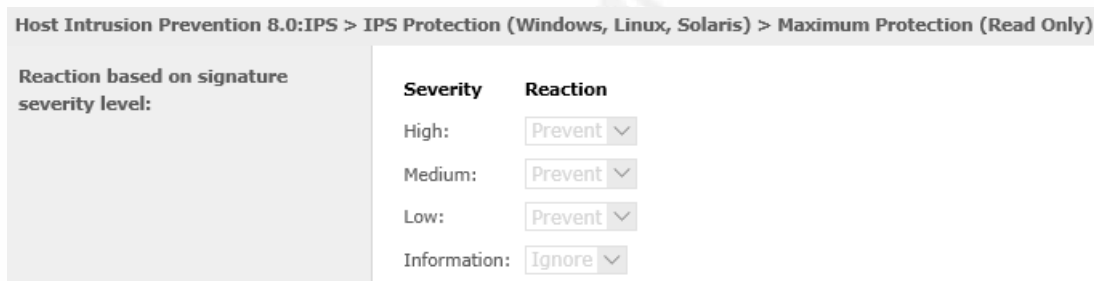 Host Intrusion Prevention 8.0:IPS > IPS Protection (Windows, Linux, Solaris) > Maximum Protection (Read Only)
Reaction based on signature
severity level:
Severity Reaction
High: Prevent
Medium: Prevent
Low: Prevent
Information: Ignore